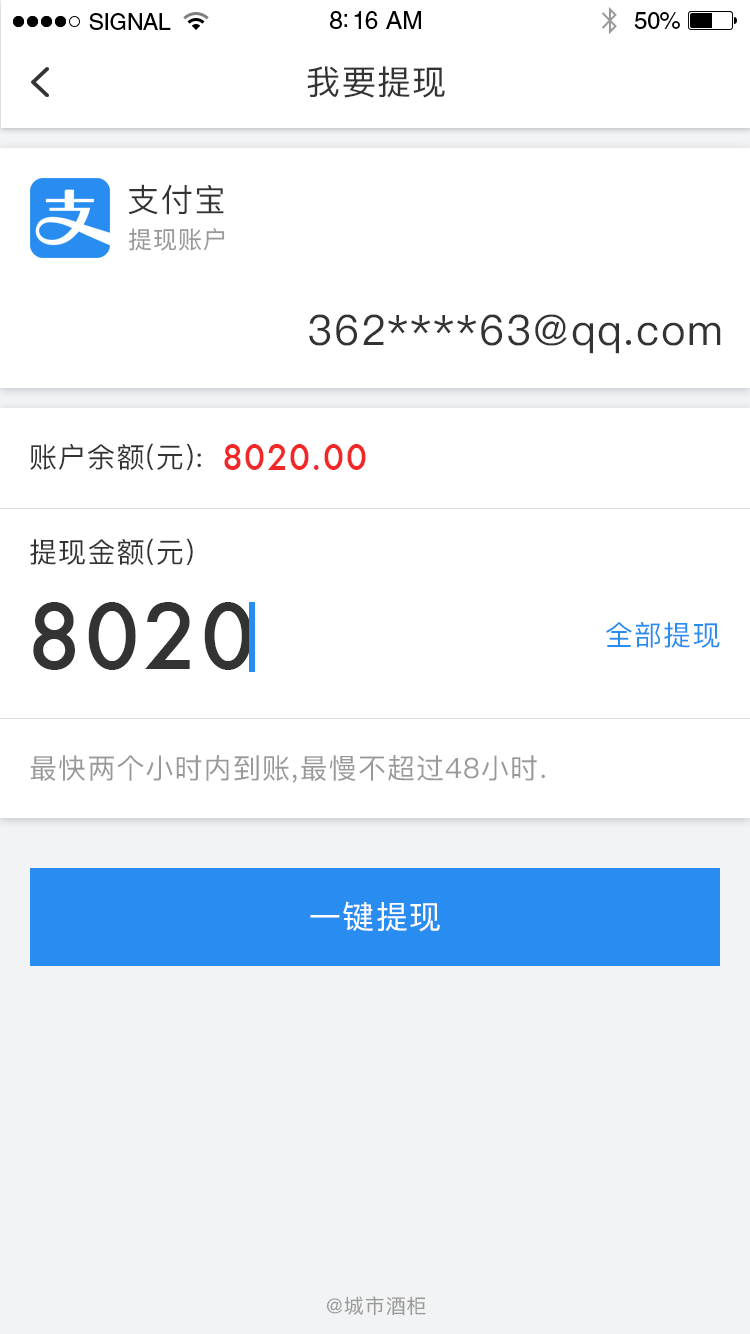 SIGNAL 8:16 AM 50%
我要提现
支 支付宝
提现账户
362****63@qq.com
账户余额(元): 8020.00
提现金额(元)
8020 全部提现
最快两个小时内到账,最慢不超过48小时.
一键提现
@城市酒柜